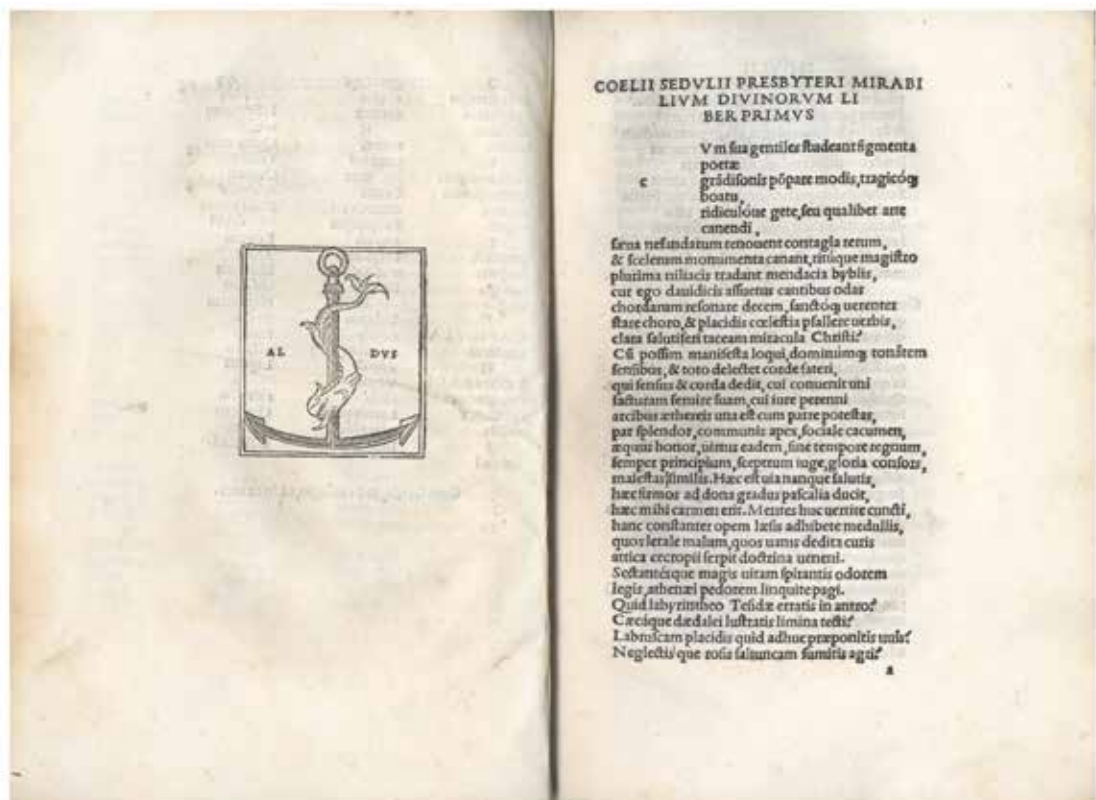 AL DVS
COELII SEDVLII PRESBYTERI MIRABI
LIVM DIVINORVM LI
BER PRIMVS
V m sua gentiles studeant figmenta
poetæ
c grādisonis pōpare modis, tragicóq;
boatu,
ridiculóue gete, seu qualibet arte
canendi,
sæua nefandarum renouent contagia rerum,
& scelerum monumenta canant, rituque magistro
plurima niliacis tradant mendacia byblis,
cur ego dauidicis assuetus cantibus odas
chordarum resonare decem, sanctóq; uerenter
stare choro, & placidis cœlestia psallere uerbis,
clara salutiferi taceam miracula Christi?
Cū possim manifesta loqui, dominumq; tonātem
sensibus, & toto delectet corde fateri,
qui sensus & corda dedit, cui conuenit uni
facturam seruire suam, cui iure perenni
arcibus æthereis una est cum patre potestas,
par splendor, communis apex, sociale cacumen,
æquus honor, uirtus eadem, sine tempore regnum,
semper principium, sceptrum iuge, gloria consors,
maiestas similis. Hæc est uia nanque salutis,
hæc firmos ad dona gradus paschalia ducit,
hæc mihi carmen erit. Mentes huc uertite cuncti,
hanc constanter opem læsis adhibete medullis,
quos letale malum, quos uanis dedita curis
attica cecropii serpit doctrina ueneni.
Sectantésque magis uitam spirantis odorem
legis, athenæi pedorem linquite pagi.
Quid labyrintheo Tesidæ erratis in antro?
Cæcáque dædalei lustratis limina tecti?
Labruscam placidis quid adhuc præponitis uuis?
Neglectis'que rosis saliuncam sumitis agri?
a